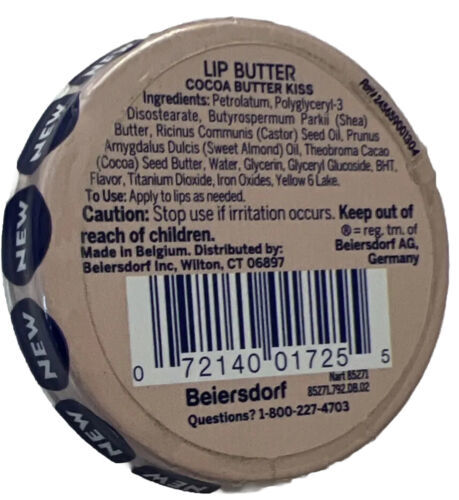 LIP BUTTER
COCOA BUTTER KISS
Ingredients: Petrolatum, Polyglyceryl-3
Disostearate, Butyrospermum Parkii (Shea)
Butter, Ricinus Communis (Castor) Seed Oil, Prunus
Amygdalus Dulcis (Sweet Almond) Oil, Theobroma Cacao
(Cocoa) Seed Butter, Water, Glycerin, Glyceryl Glucoside, BHT,
Flavor, Titanium Dioxide, Iron Oxides, Yellow 6 Lake.
To Use: Apply to lips as needed.
Caution: Stop use if irritation occurs. Keep out of
reach of children.
Made in Belgium. Distributed by:
Beiersdorf Inc, Wilton, CT 06897
® = reg. tm. of
Beiersdorf AG,
Germany
0 72140 01725 5
Nart 85271
85271.792.DB.02
Beiersdorf
Questions? 1-800-227-4703
NEW
NEW
NEW
NEW
NEW
NEW